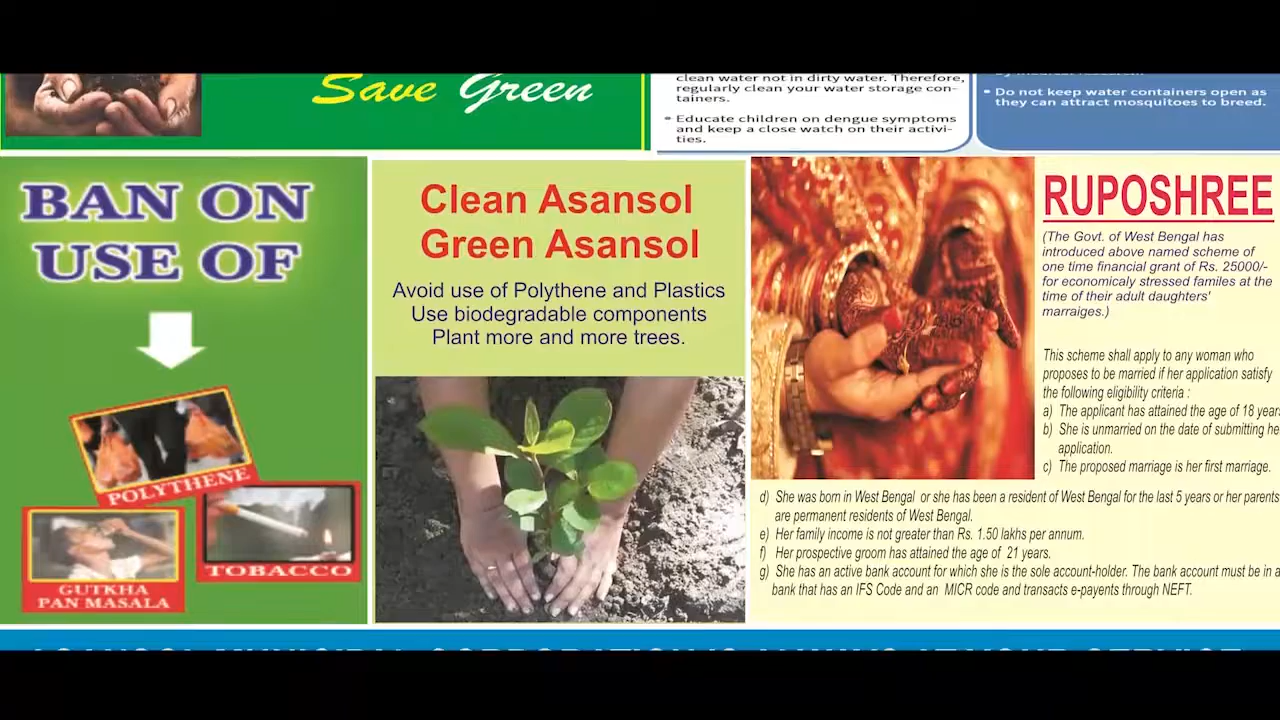 Save Green
clean water not in dirty water. Therefore,
regularly clean your water storage con-
tainers.
• Educate children on dengue symptoms
and keep a close watch on their activi-
ties.
• Do not keep water containers open as
they can attract mosquitoes to breed.
BAN ON
USE OF
POLYTHENE
TOBACCO
GUTKHA
PAN MASALA
Clean Asansol
Green Asansol
Avoid use of Polythene and Plastics
Use biodegradable components
Plant more and more trees.
RUPOSHREE
(The Govt. of West Bengal has
introduced above named scheme of
one time financial grant of Rs. 25000/-
for economicaly stressed familes at the
time of their adult daughters'
marraiges.)
This scheme shall apply to any woman who
proposes to be married if her application satisfy
the following eligibility criteria :
a) The applicant has attained the age of 18 year
b) She is unmarried on the date of submitting he
application.
c) The proposed marriage is her first marriage.
d) She was born in West Bengal or she has been a resident of West Bengal for the last 5 years or her parents
are permanent residents of West Bengal.
e) Her family income is not greater than Rs. 1.50 lakhs per annum.
f) Her prospective groom has attained the age of 21 years.
g) She has an active bank account for which she is the sole account-holder. The bank account must be in a
bank that has an IFS Code and an MICR code and transacts e-payents through NEFT.